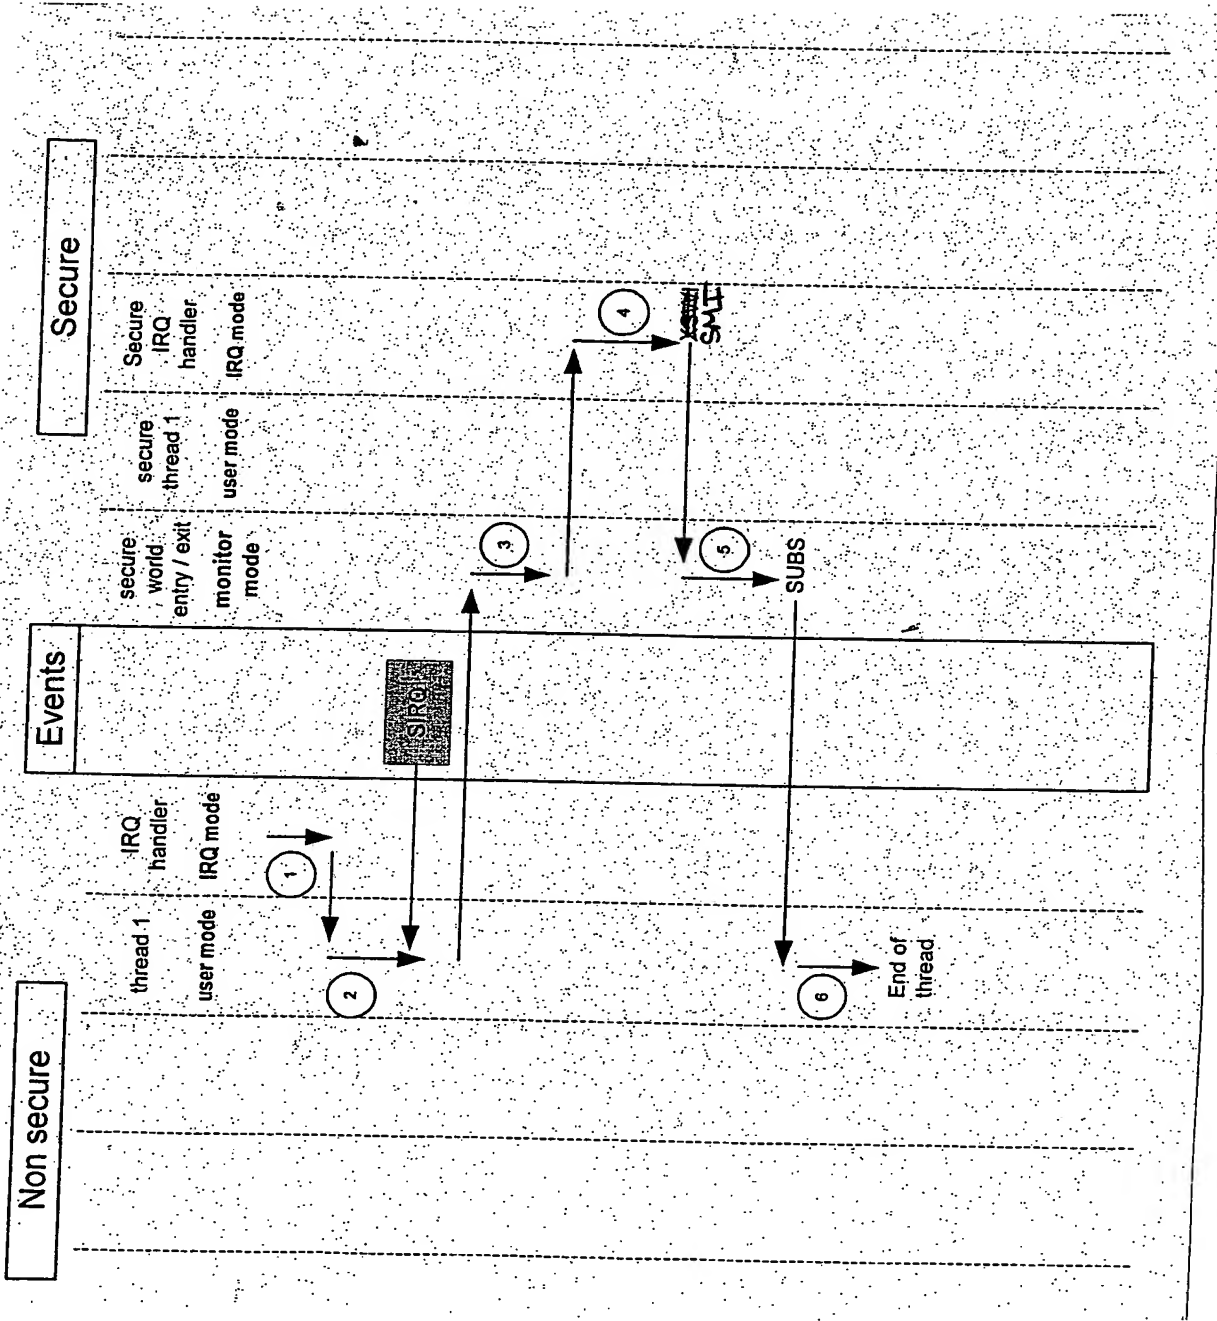 Non secure
Events
Secure
thread 1
user mode
IRQ
handler
IRQ mode
secure
world
entry / exit
monitor
mode
secure
thread 1
user mode
Secure
IRQ
handler
IRQ mode
1
2
SIRQ
3
4
SMI
5
SUBS
6
End of
thread